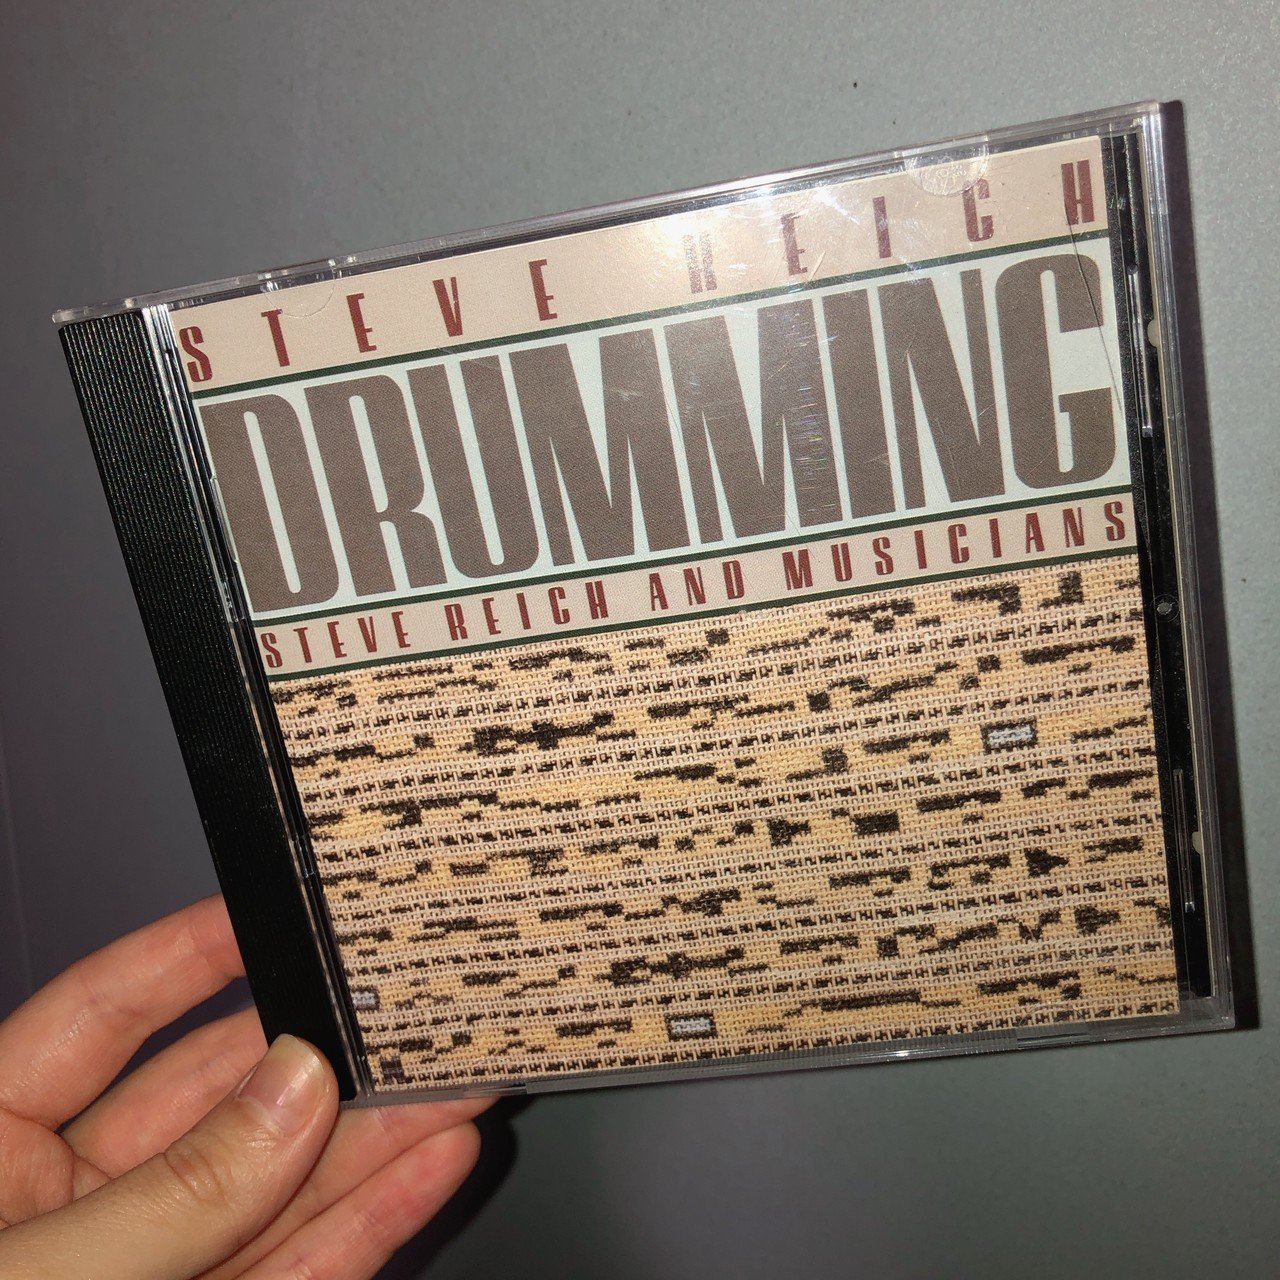 STEVE REICH
DRUMMING
STEVE REICH AND MUSICIANS